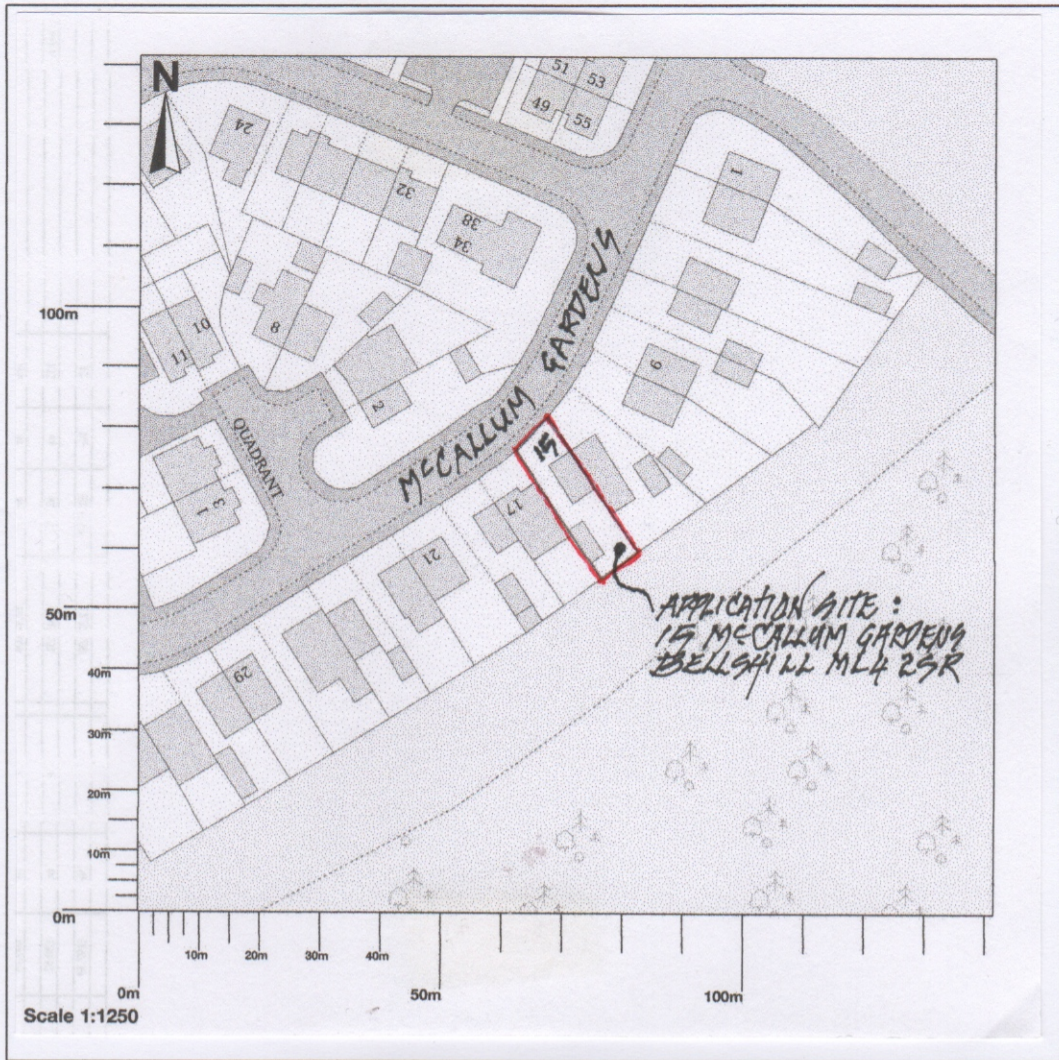 N
51
53
49
55
24
32
38
34
1
10
11
8
2
9
QUADRANT
1
3
McCALLUM GARDENS
15
17
21
29
APPLICATION SITE :
15 McCALLUM GARDENS
BELLSHILL ML4 2SR
100m
50m
40m
30m
20m
10m
0m
10m
20m
30m
40m
0m
50m
100m
Scale 1:1250